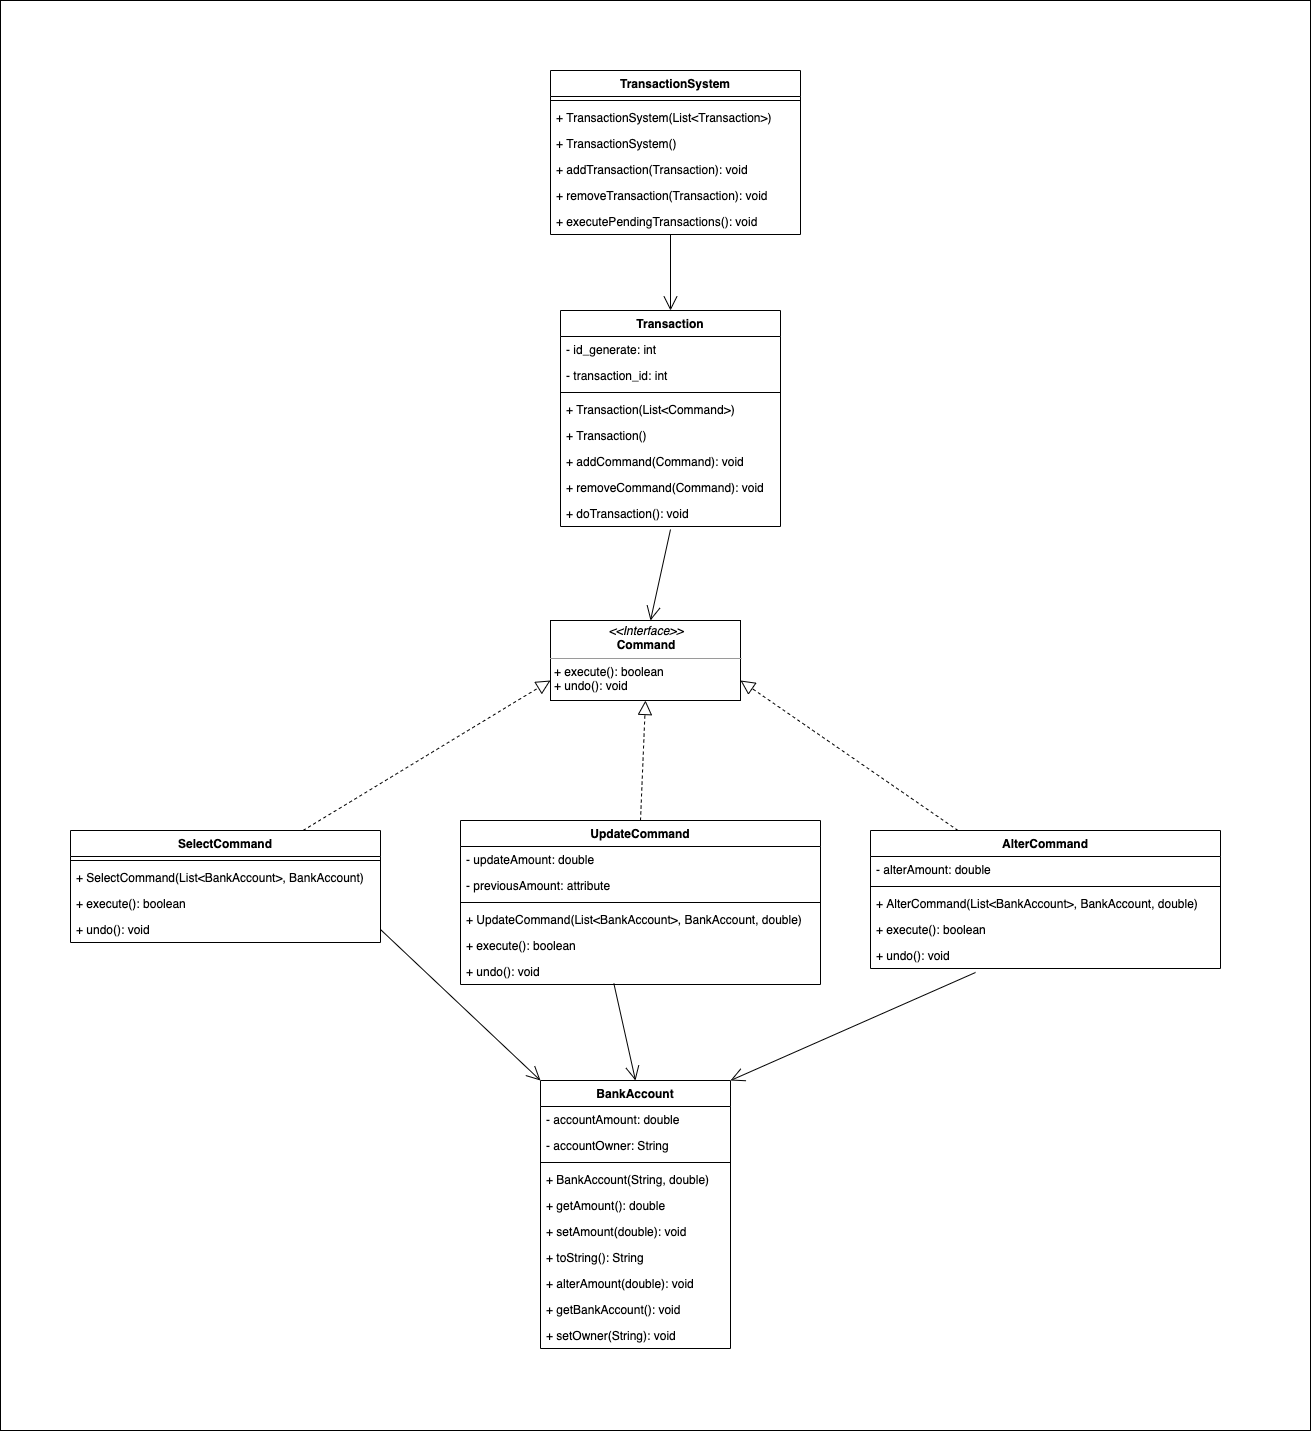 TransactionSystem
+ TransactionSystem(List<Transaction>)
+ TransactionSystem()
+ addTransaction(Transaction): void
+ removeTransaction(Transaction): void
+ executePendingTransactions(): void
Transaction
- id_generate: int
- transaction_id: int
+ Transaction(List<Command>)
+ Transaction()
+ addCommand(Command): void
+ removeCommand(Command): void
+ doTransaction(): void
<<Interface>>
Command
+ execute(): boolean
+ undo(): void
SelectCommand
+ SelectCommand(List<BankAccount>, BankAccount)
+ execute(): boolean
+ undo(): void
UpdateCommand
- updateAmount: double
- previousAmount: attribute
+ UpdateCommand(List<BankAccount>, BankAccount, double)
+ execute(): boolean
+ undo(): void
AlterCommand
- alterAmount: double
+ AlterCommand(List<BankAccount>, BankAccount, double)
+ execute(): boolean
+ undo(): void
BankAccount
- accountAmount: double
- accountOwner: String
+ BankAccount(String, double)
+ getAmount(): double
+ setAmount(double): void
+ toString(): String
+ alterAmount(double): void
+ getBankAccount(): void
+ setOwner(String): void